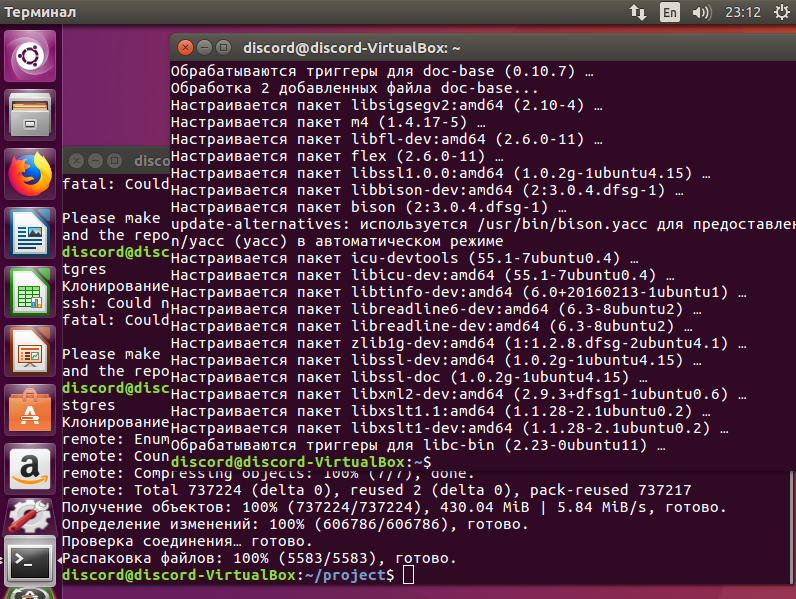 Терминал
En
23:12
discord@discord-VirtualBox: ~
Обрабатываются триггеры для doc-base (0.10.7) …
Обработка 2 добавленных файла doc-base...
Настраивается пакет libsigsegv2:amd64 (2.10-4) …
Настраивается пакет m4 (1.4.17-5) …
Настраивается пакет libfl-dev:amd64 (2.6.0-11) …
Настраивается пакет flex (2.6.0-11) …
Настраивается пакет libssl1.0.0:amd64 (1.0.2g-1ubuntu4.15) …
Настраивается пакет libbison-dev:amd64 (2:3.0.4.dfsg-1) …
Настраивается пакет bison (2:3.0.4.dfsg-1) …
update-alternatives: используется /usr/bin/bison.yacc для предоставлен
n/yacc (yacc) в автоматическом режиме
Настраивается пакет icu-devtools (55.1-7ubuntu0.4) …
Настраивается пакет libicu-dev:amd64 (55.1-7ubuntu0.4) …
Настраивается пакет libtinfo-dev:amd64 (6.0+20160213-1ubuntu1) …
Настраивается пакет libreadline6-dev:amd64 (6.3-8ubuntu2) …
Настраивается пакет libreadline-dev:amd64 (6.3-8ubuntu2) …
Настраивается пакет zlib1g-dev:amd64 (1:1.2.8.dfsg-2ubuntu4.1) …
Настраивается пакет libssl-dev:amd64 (1.0.2g-1ubuntu4.15) …
Настраивается пакет libssl-doc (1.0.2g-1ubuntu4.15) …
Настраивается пакет libxml2-dev:amd64 (2.9.3+dfsg1-1ubuntu0.6) …
Настраивается пакет libxslt1.1:amd64 (1.1.28-2.1ubuntu0.2) …
Настраивается пакет libxslt1-dev:amd64 (1.1.28-2.1ubuntu0.2) …
Обрабатываются триггеры для libc-bin (2.23-0ubuntu11) …
discord@discord-VirtualBox:~$
disco
fatal: Could
Please make
and the repo
discord@disc
tgres
Клонирование
ssh: Could n
fatal: Could
Please make
and the repo
discord@disc
stgres
Клонирование
remote: Enum
remote: Coun
remote: Compressing objects: 100% (7/7), done.
remote: Total 737224 (delta 0), reused 2 (delta 0), pack-reused 737217
Получение объектов: 100% (737224/737224), 430.04 MiB | 5.84 MiB/s, готово.
Определение изменений: 100% (606786/606786), готово.
Проверка соединения… готово.
Распаковка файлов: 100% (5583/5583), готово.
discord@discord-VirtualBox:~/project$